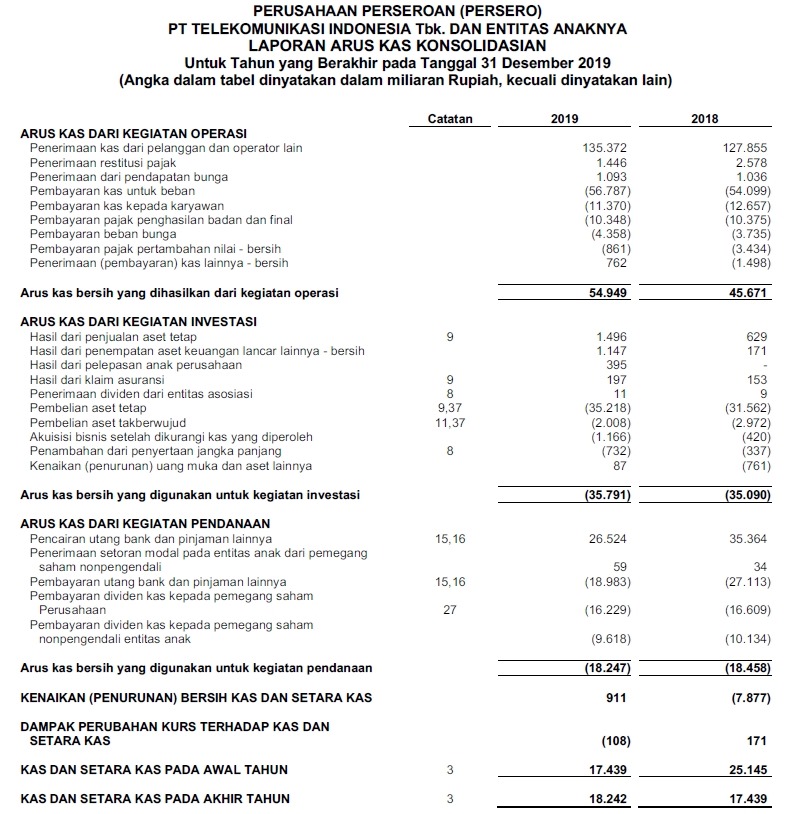 PERUSAHAAN PERSEROAN (PERSERO)
PT TELEKOMUNIKASI INDONESIA Tbk. DAN ENTITAS ANAKNYA
LAPORAN ARUS KAS KONSOLIDASIAN
Untuk Tahun yang Berakhir pada Tanggal 31 Desember 2019
(Angka dalam tabel dinyatakan dalam miliaran Rupiah, kecuali dinyatakan lain)
Catatan 2019 2018
ARUS KAS DARI KEGIATAN OPERASI
Penerimaan kas dari pelanggan dan operator lain 135.372 127.855
Penerimaan restitusi pajak 1.446 2.578
Penerimaan dari pendapatan bunga 1.093 1.036
Pembayaran kas untuk beban (56.787) (54.099)
Pembayaran kas kepada karyawan (11.370) (12.657)
Pembayaran pajak penghasilan badan dan final (10.348) (10.375)
Pembayaran beban bunga (4.358) (3.735)
Pembayaran pajak pertambahan nilai - bersih (861) (3.434)
Penerimaan (pembayaran) kas lainnya - bersih 762 (1.498)
Arus kas bersih yang dihasilkan dari kegiatan operasi 54.949 45.671
ARUS KAS DARI KEGIATAN INVESTASI
Hasil dari penjualan aset tetap 9 1.496 629
Hasil dari penempatan aset keuangan lancar lainnya - bersih 1.147 171
Hasil dari pelepasan anak perusahaan 395 -
Hasil dari klaim asuransi 9 197 153
Penerimaan dividen dari entitas asosiasi 8 11 9
Pembelian aset tetap 9,37 (35.218) (31.562)
Pembelian aset takberwujud 11,37 (2.008) (2.972)
Akuisisi bisnis setelah dikurangi kas yang diperoleh (1.166) (420)
Penambahan dari penyertaan jangka panjang 8 (732) (337)
Kenaikan (penurunan) uang muka dan aset lainnya 87 (761)
Arus kas bersih yang digunakan untuk kegiatan investasi (35.791) (35.090)
ARUS KAS DARI KEGIATAN PENDANAAN
Pencairan utang bank dan pinjaman lainnya 15,16 26.524 35.364
Penerimaan setoran modal pada entitas anak dari pemegang
saham nonpengendali 59 34
Pembayaran utang bank dan pinjaman lainnya 15,16 (18.983) (27.113)
Pembayaran dividen kas kepada pemegang saham
Perusahaan 27 (16.229) (16.609)
Pembayaran dividen kas kepada pemegang saham
nonpengendali entitas anak (9.618) (10.134)
Arus kas bersih yang digunakan untuk kegiatan pendanaan (18.247) (18.458)
KENAIKAN (PENURUNAN) BERSIH KAS DAN SETARA KAS 911 (7.877)
DAMPAK PERUBAHAN KURS TERHADAP KAS DAN
SETARA KAS (108) 171
KAS DAN SETARA KAS PADA AWAL TAHUN 3 17.439 25.145
KAS DAN SETARA KAS PADA AKHIR TAHUN 3 18.242 17.439